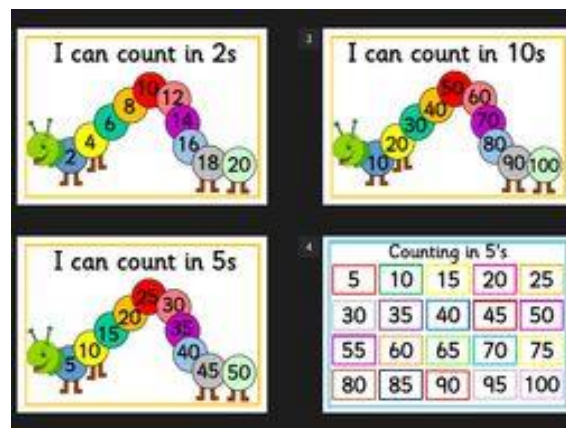 I can count in 2s
2 4 6 8 10 12 14 16 18 20
3
I can count in 10s
10 20 30 40 50 60 70 80 90 100
I can count in 5s
5 10 15 20 25 30 35 40 45 50
4
Counting in 5's
5 10 15 20 25
30 35 40 45 50
55 60 65 70 75
80 85 90 95 100